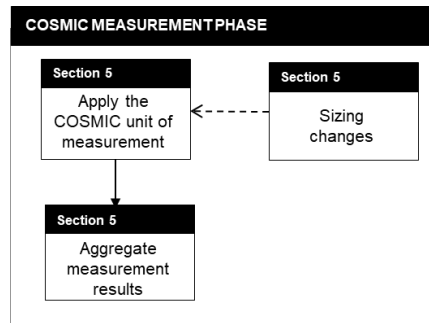 COSMIC MEASUREMENT PHASE
Section 5
Apply the
COSMIC unit of
measurement
Section 5
Sizing
changes
Section 5
Aggregate
measurement
results